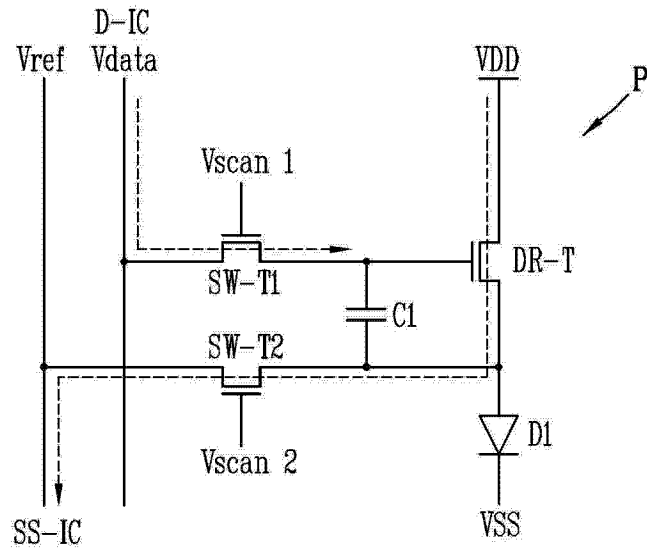 D-IC
Vref Vdata VDD
P
Vscan 1
DR-T
SW-T1
C1
SW-T2
D1
Vscan 2
SS-IC VSS